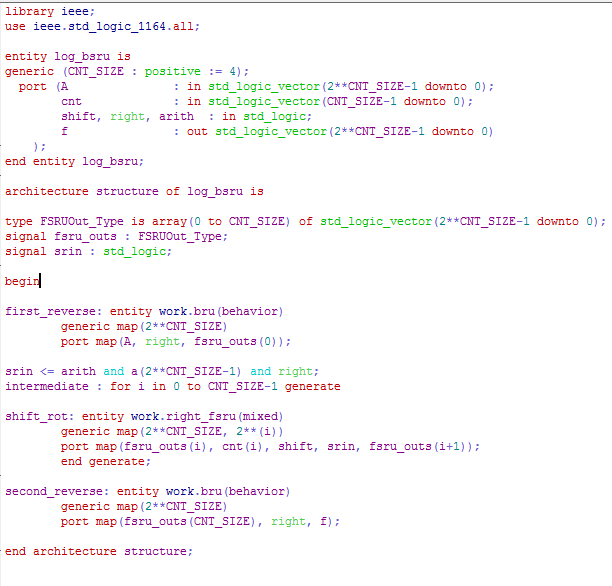 library ieee;
use ieee.std_logic_1164.all;
entity log_bsru is
generic (CNT_SIZE : positive := 4);
port (A : in std_logic_vector(2**CNT_SIZE-1 downto 0);
cnt : in std_logic_vector(CNT_SIZE-1 downto 0);
shift, right, arith : in std_logic;
f : out std_logic_vector(2**CNT_SIZE-1 downto 0)
);
end entity log_bsru;
architecture structure of log_bsru is
type FSRUOut_Type is array(0 to CNT_SIZE) of std_logic_vector(2**CNT_SIZE-1 downto 0);
signal fsru_outs : FSRUOut_Type;
signal srin : std_logic;
begin
first_reverse: entity work.bru(behavior)
generic map(2**CNT_SIZE)
port map(A, right, fsru_outs(0));
srin <= arith and a(2**CNT_SIZE-1) and right;
intermediate : for i in 0 to CNT_SIZE-1 generate
shift_rot: entity work.right_fsru(mixed)
generic map(2**CNT_SIZE, 2**(i))
port map(fsru_outs(i), cnt(i), shift, srin, fsru_outs(i+1));
end generate;
second_reverse: entity work.bru(behavior)
generic map(2**CNT_SIZE)
port map(fsru_outs(CNT_SIZE), right, f);
end architecture structure;